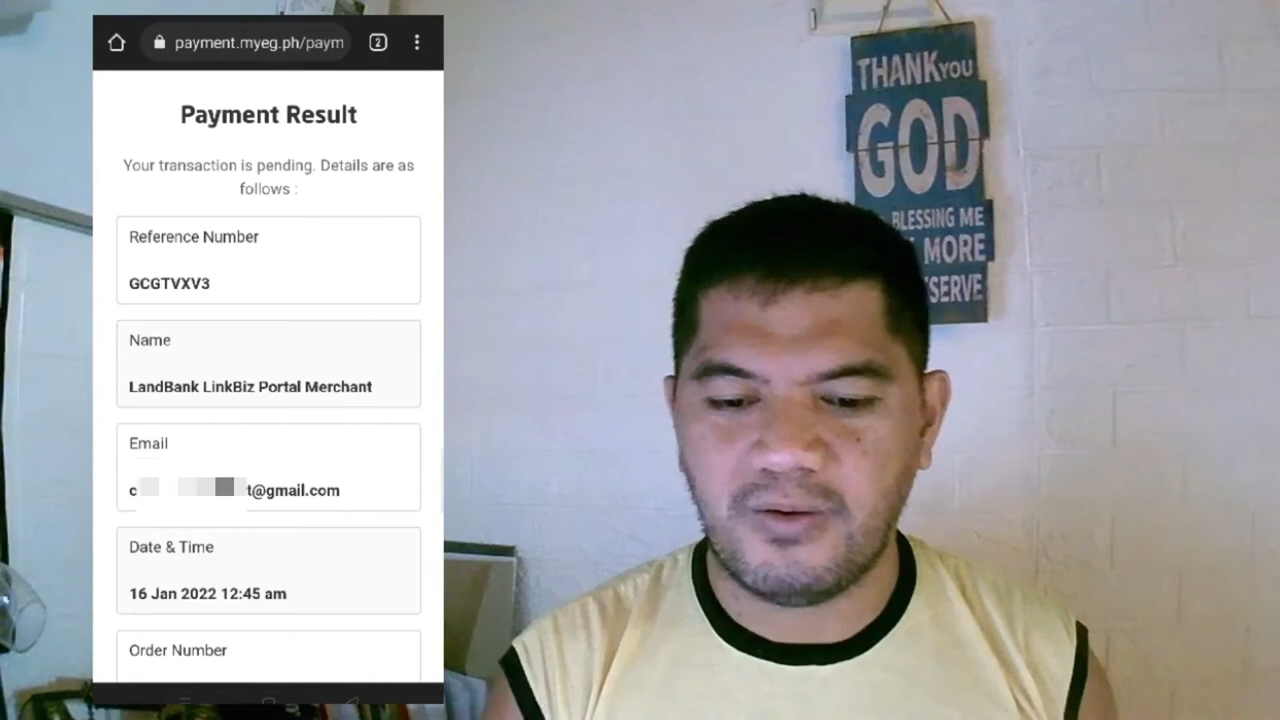 payment.myeg.ph/paym
2
Payment Result
Your transaction is pending. Details are as
follows :
Reference Number
GCGTVXV3
Name
LandBank LinkBiz Portal Merchant
Email
c t@gmail.com
Date & Time
16 Jan 2022 12:45 am
Order Number
THANK YOU
GOD
BLESSING ME
MORE